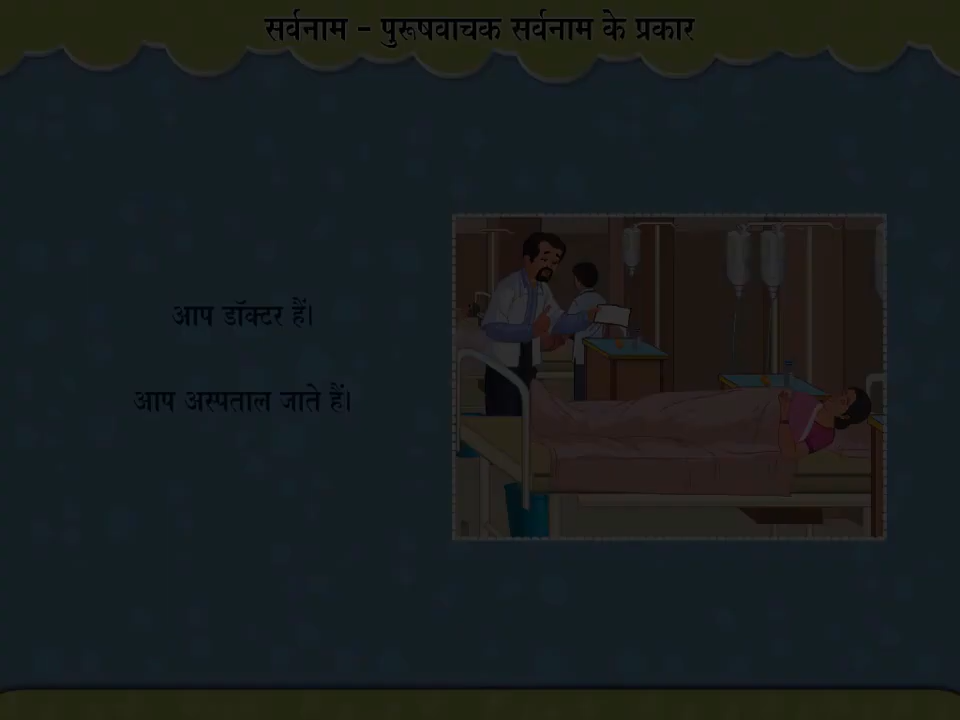 सर्वनाम – पुरूषवाचक सर्वनाम के प्रकार
आप डॉक्टर हैं।
आप अस्पताल जाते हैं।